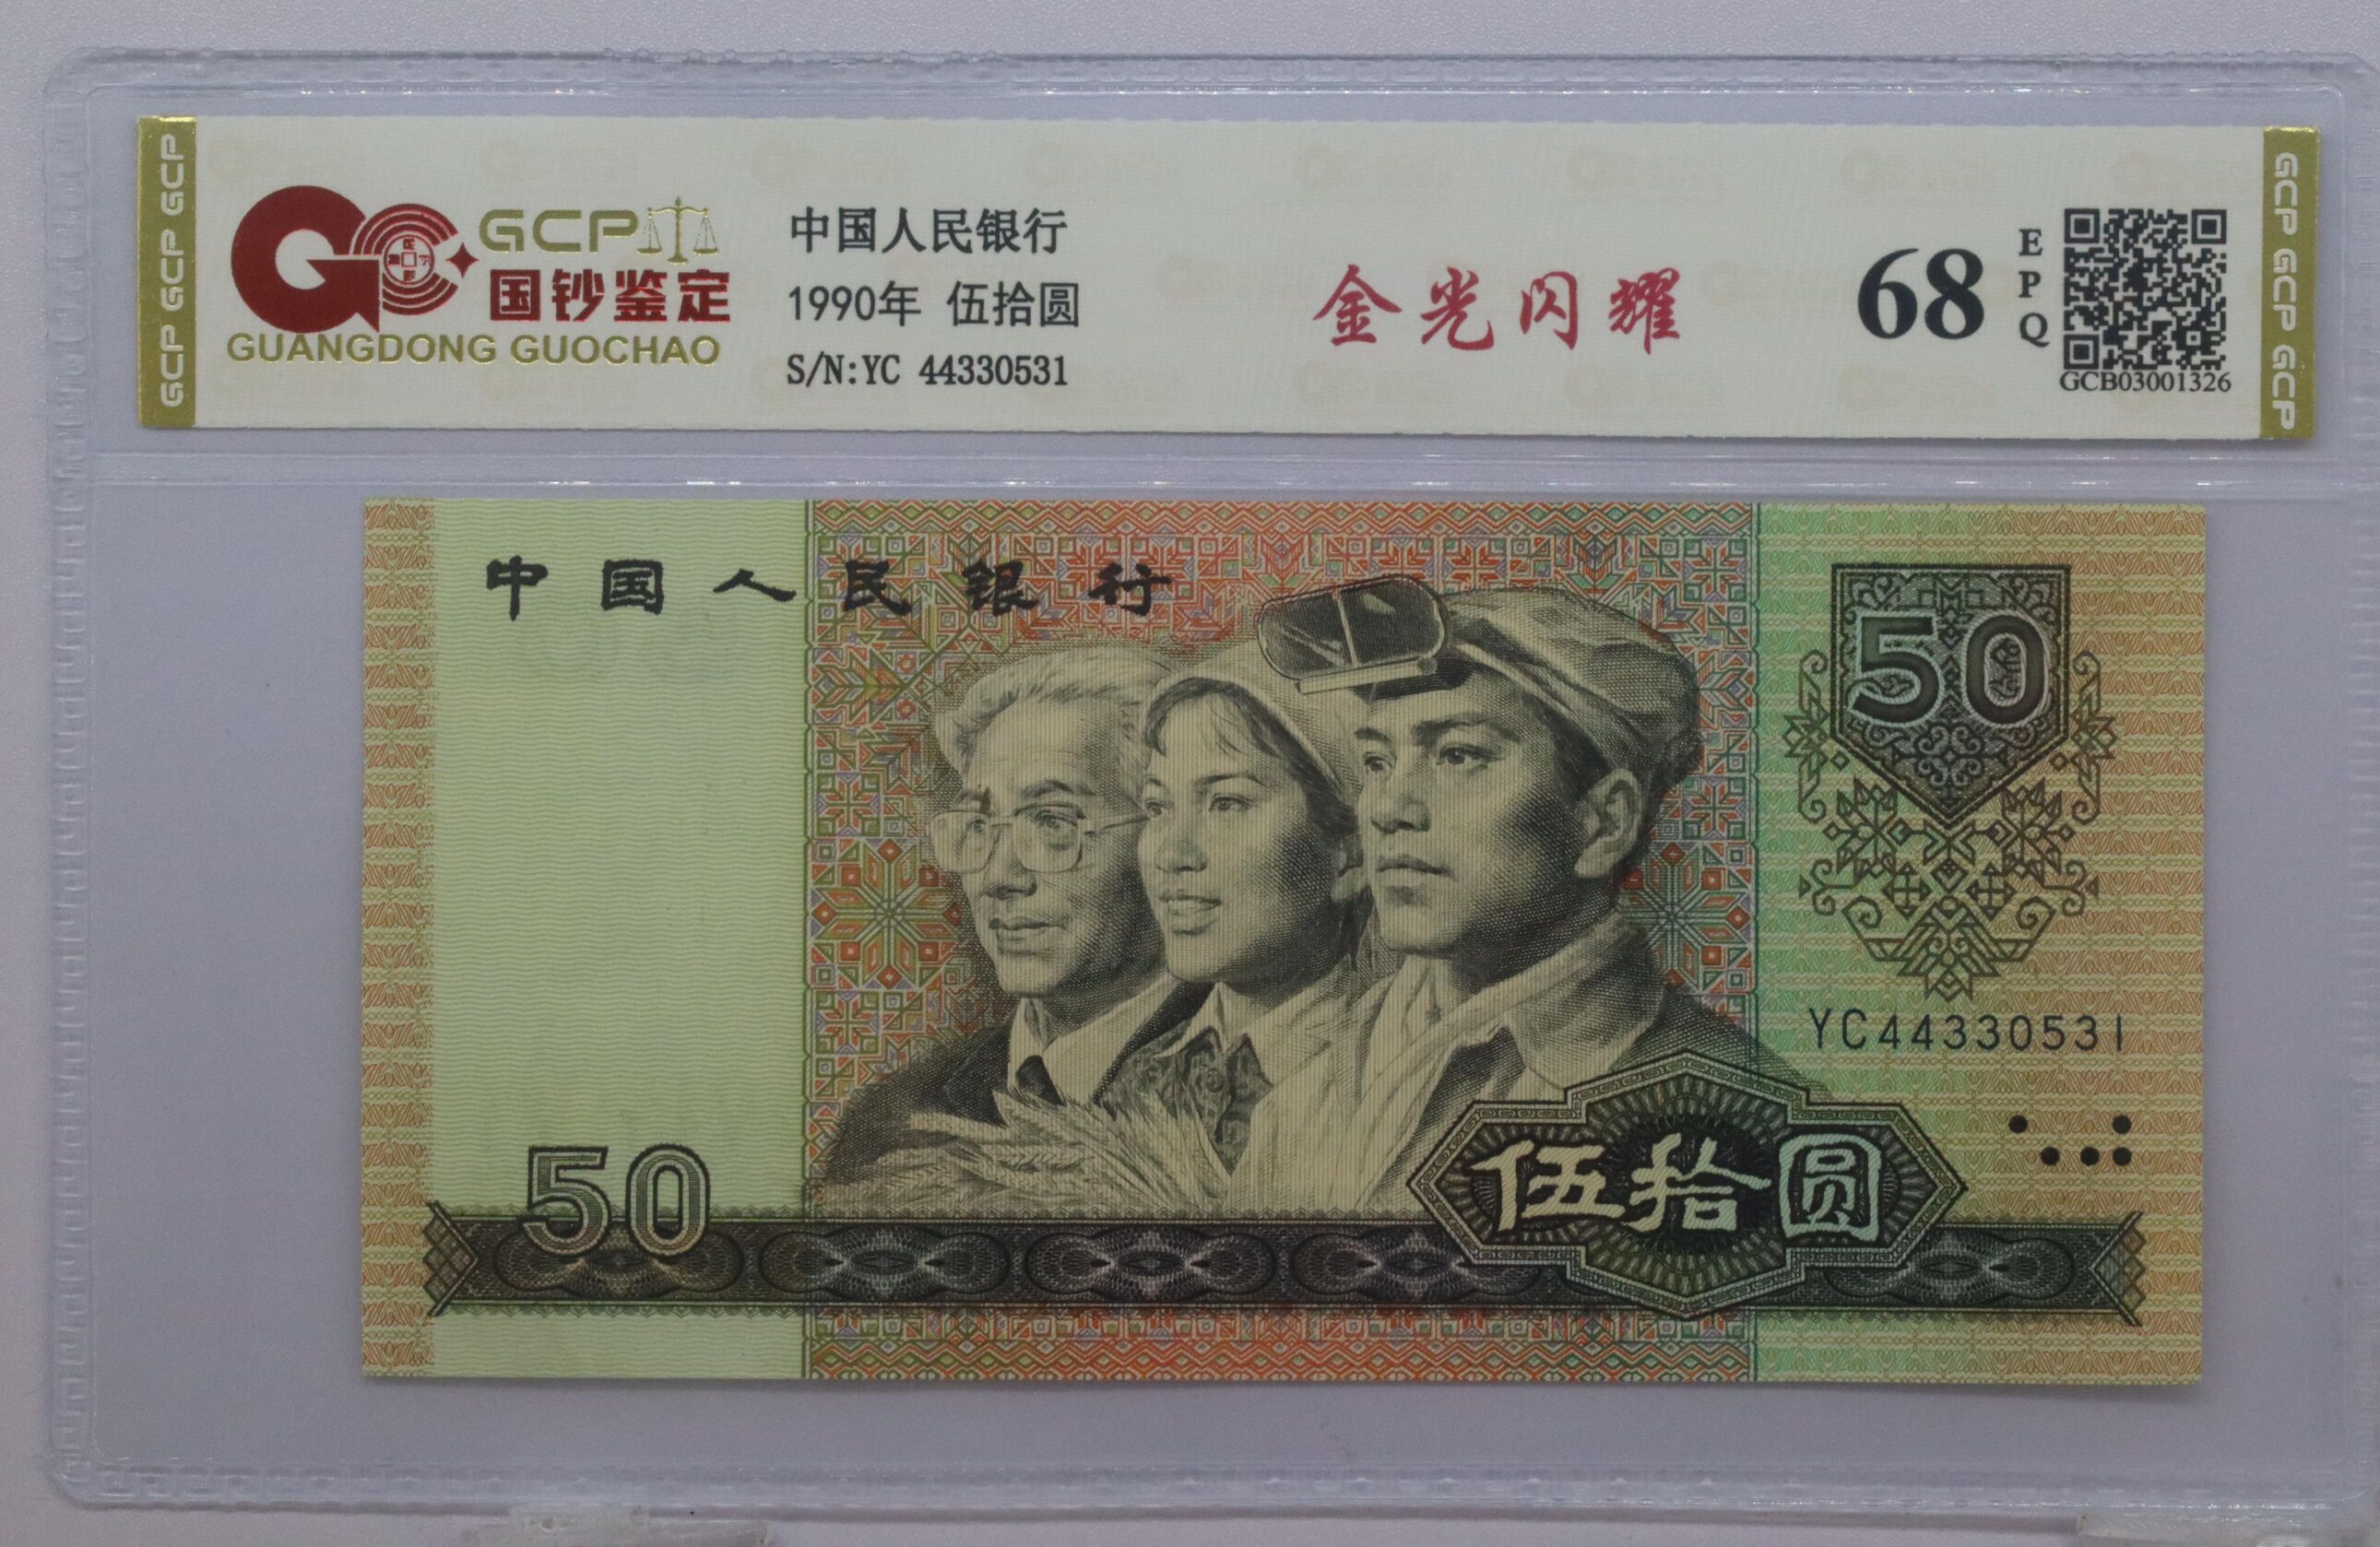 GCP GCP GCP
GCP
国钞鉴定
GUANGDONG GUOCHAO
中国人民银行
1990年 伍拾圆
S/N:YC 44330531
金光闪耀
68
EPQ
GCB03001326
GCP GCP GCP
中国人民银行
50
YC44330531
50
伍拾圆